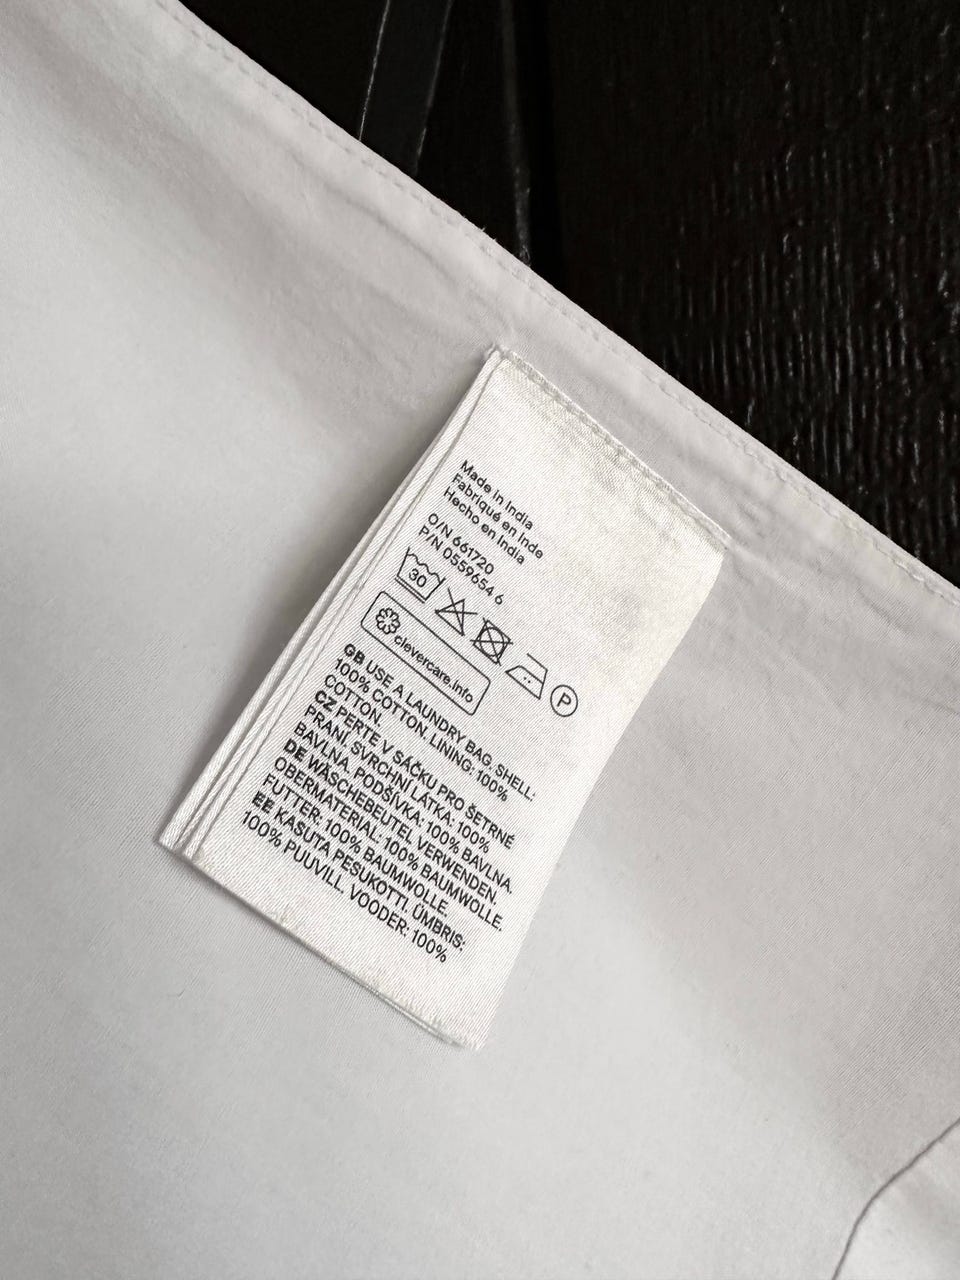 Made in India
Fabriqué en Inde
Hecho en India
O/N 661720
P/N 0559654 6
30
P
clevercare.info
GB USE A LAUNDRY BAG, SHELL:
100% COTTON. LINING: 100%
COTTON.
CZ PERTE V SÁČKU PRO ŠETRNÉ
PRANÍ. SVRCHNÍ LÁTKA: 100%
BAVLNA. PODŠÍVKA: 100% BAVLNA.
DE WÄSCHEBEUTEL VERWENDEN.
OBERMATERIAL: 100% BAUMWOLLE.
FUTTER: 100% BAUMWOLLE.
EE KASUTA PESUKOTTI. ÜMBRIS:
100% PUUVILL. VOODER: 100%